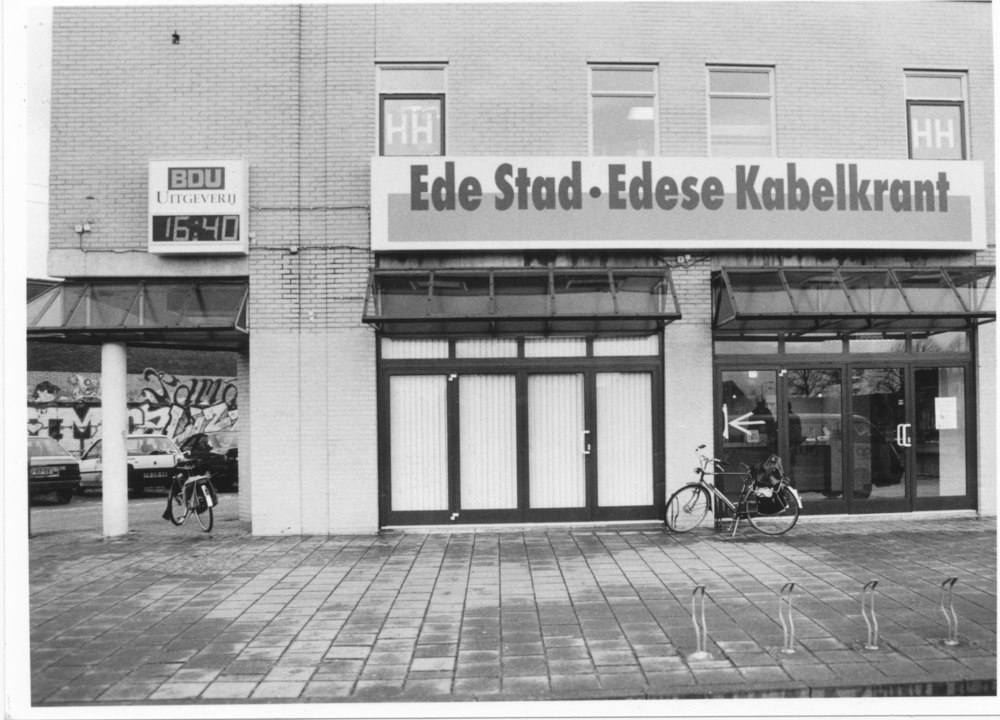 HH
HH
BDU
UITGEVERIJ
16:40
Ede Stad • Edese Kabelkrant